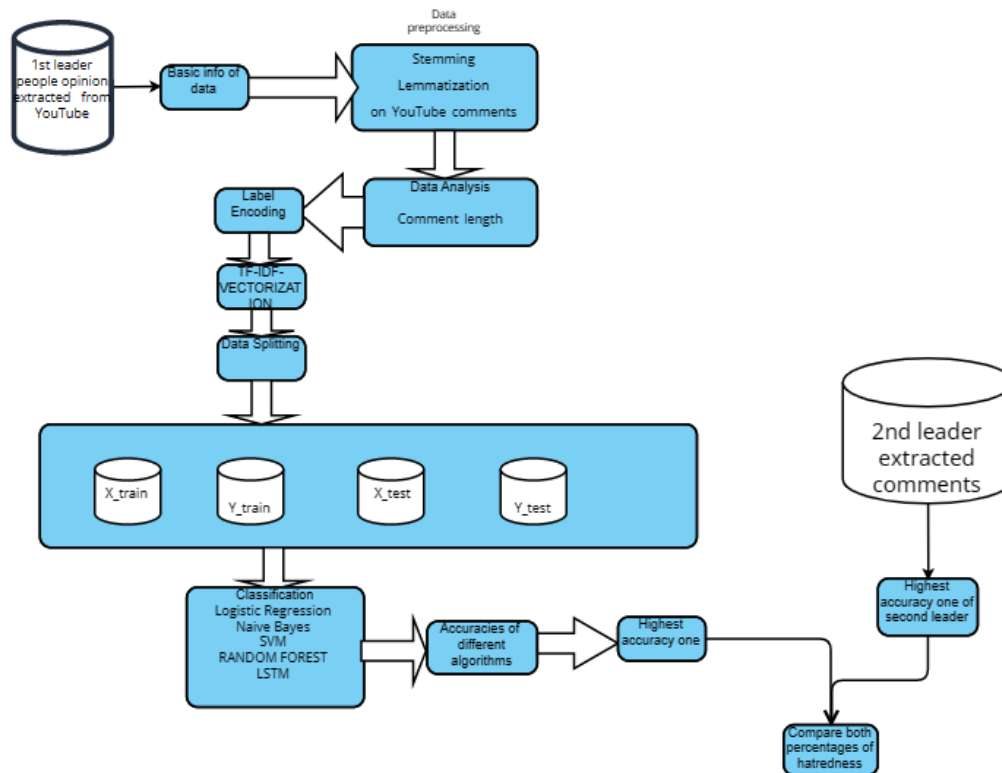 Data
preprocessing
1st leader
people opinion
extracted from
YouTube
Basic info of
data
Stemming
Lemmatization
on YouTube comments
Data Analysis
Comment length
Label
Encoding
TF-IDF-
VECTORIZAT
ION
Data Splitting
X_train
Y_train
X_test
Y_test
2nd leader
extracted
comments
Classification
Logistic Regression
Naive Bayes
SVM
RANDOM FOREST
LSTM
Accuracies of
different
algorithms
Highest
accuracy one
Highest
accuracy one of
second leader
Compare both
percentages of
hatredness